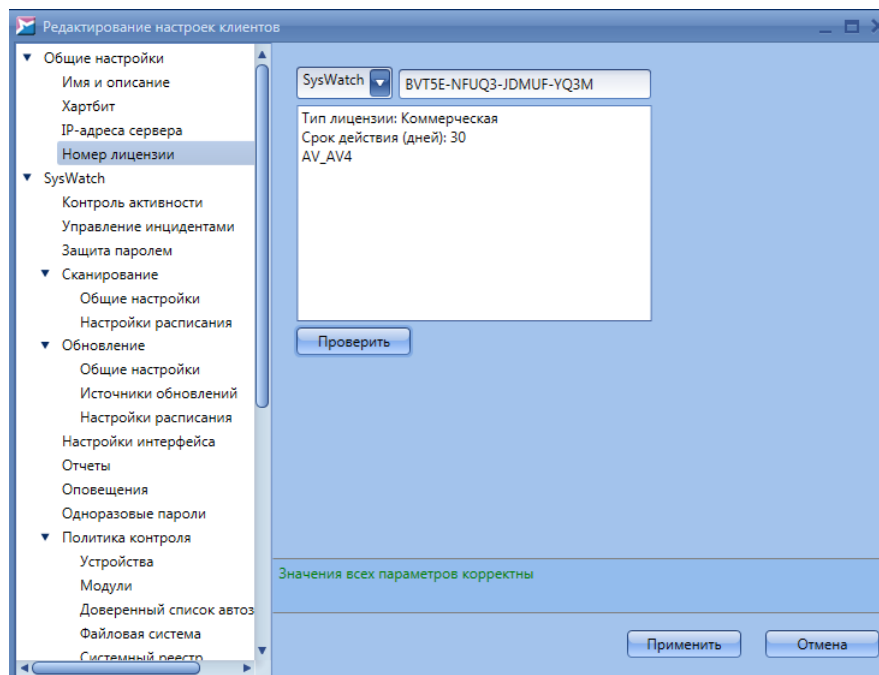 Редактирование настроек клиентов
Общие настройки
Имя и описание
Хартбит
IP-адреса сервера
Номер лицензии
SysWatch
Контроль активности
Управление инцидентами
Защита паролем
Сканирование
Общие настройки
Настройки расписания
Обновление
Общие настройки
Источники обновлений
Настройки расписания
Настройки интерфейса
Отчеты
Оповещения
Одноразовые пароли
Политика контроля
Устройства
Модули
Доверенный список автоз
Файловая система
Системный реестр
SysWatch
BVT5E-NFUQ3-JDMUF-YQ3M
Тип лицензии: Коммерческая
Срок действия (дней): 30
AV_AV4
Проверить
Значения всех параметров корректны
Применить
Отмена